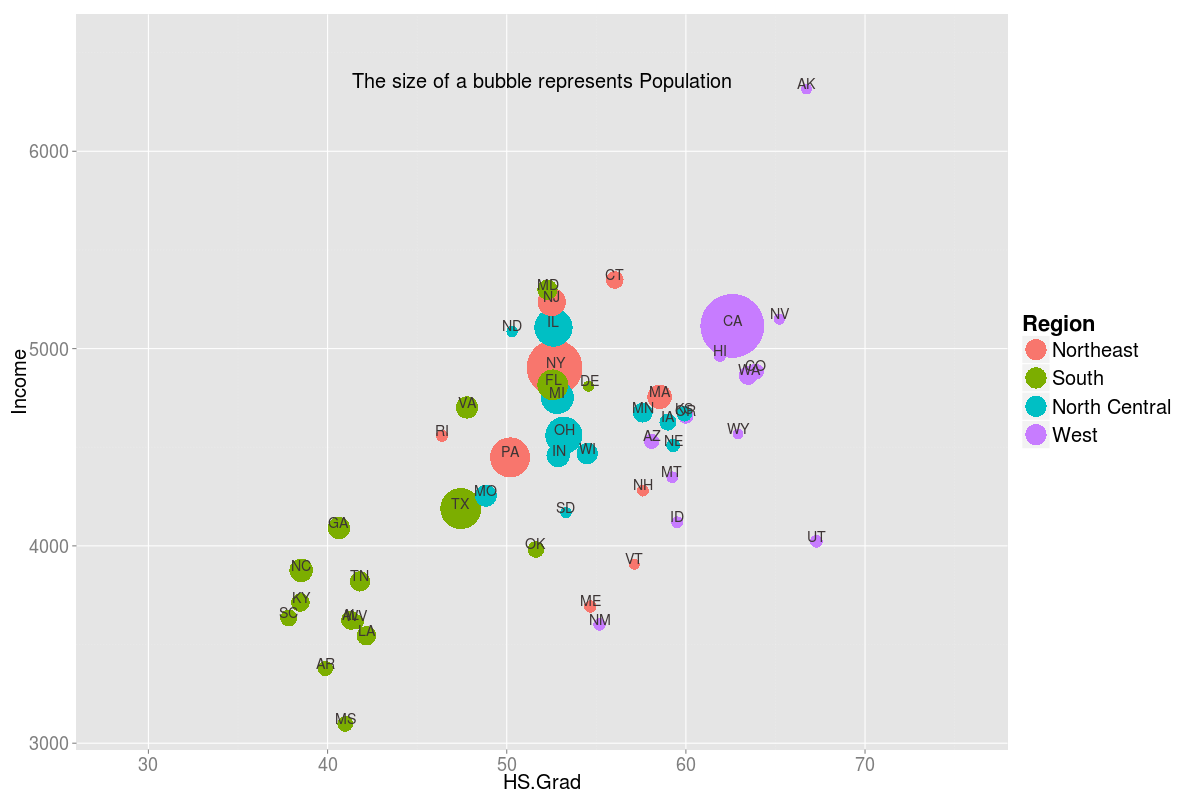 The size of a bubble represents Population
AK
6000
CT
MD
NJ
NV
IL
CA
ND
5000
HI
NY
CO
WA
FL
DE
MI
MA
VA
MN
KS
OR
IA
RI
OH
WY
AZ
NE
PA
IN
WI
MT
NH
MO
TX
SD
ID
GA
UT
4000
OK
VT
NC
TN
KY
ME
SC
AL
WV
NM
LA
AR
MS
3000
30
40
50
60
70
HS.Grad
Income
Region
Northeast
South
North Central
West